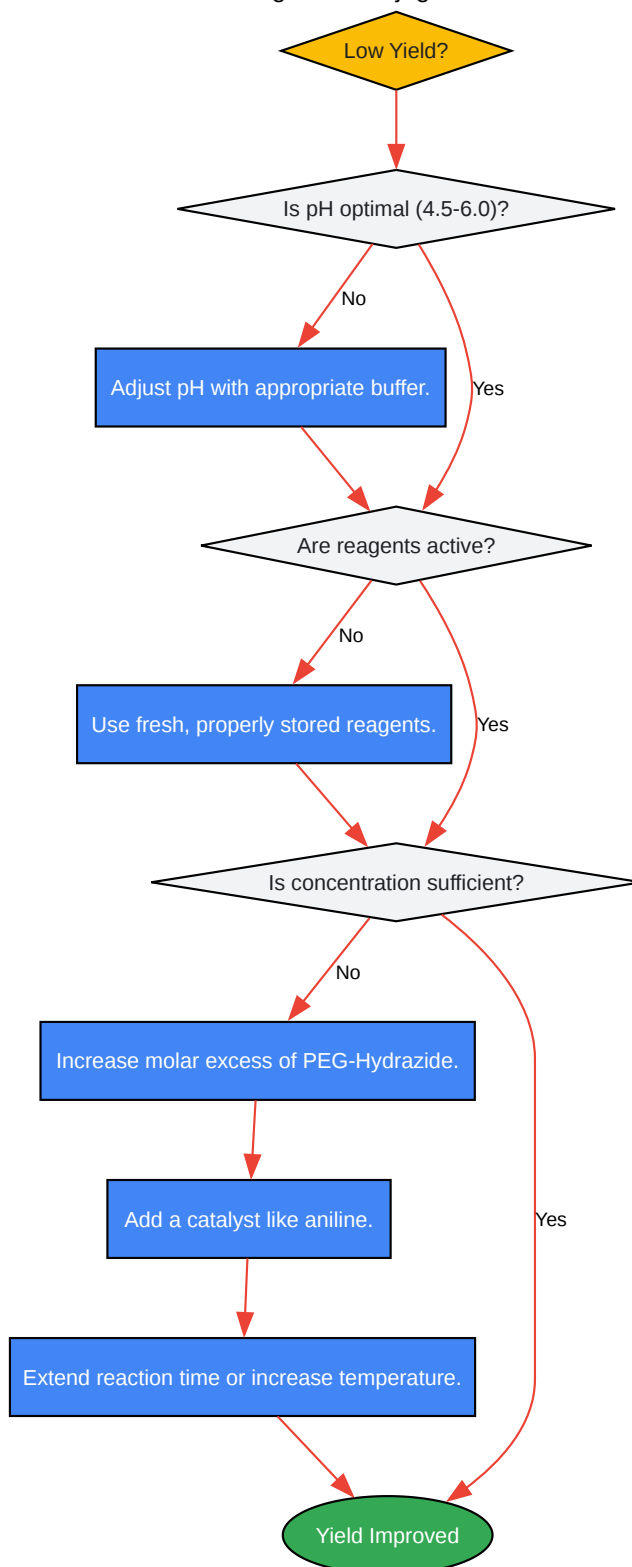 Low Yield?
Is pH optimal (4.5-6.0)?
No
Adjust pH with appropriate buffer.
Yes
Are reagents active?
No
Use fresh, properly stored reagents.
Yes
Is concentration sufficient?
No
Increase molar excess of PEG-Hydrazide.
Add a catalyst like aniline.
Yes
Extend reaction time or increase temperature.
Yield Improved